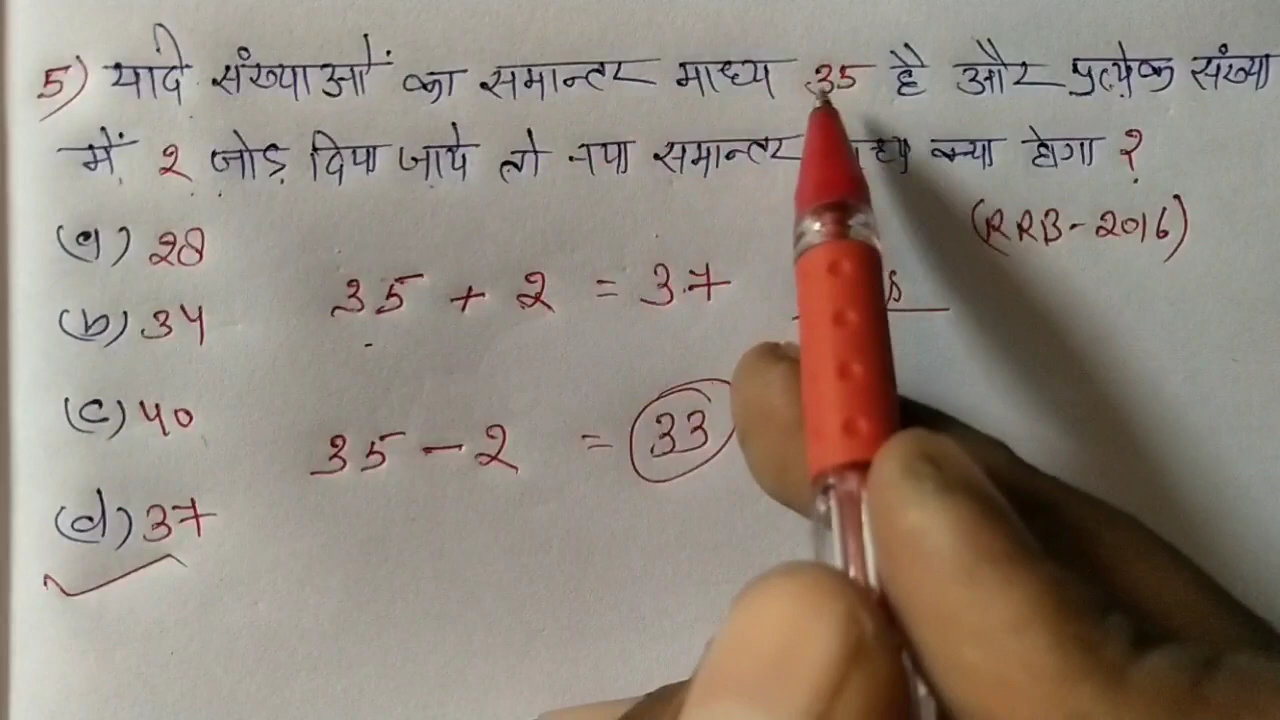 5) यदि संख्याओं का समान्तर माध्य 35 है और प्रत्येक संख्या
में 2 जोड़ दिया जाये तो नया समान्तर क्या होगा ?
(RRB-2016)
(a) 28
35 + 2 = 37
(b) 34
(c) 40
35 - 2 = 33
(d) 37